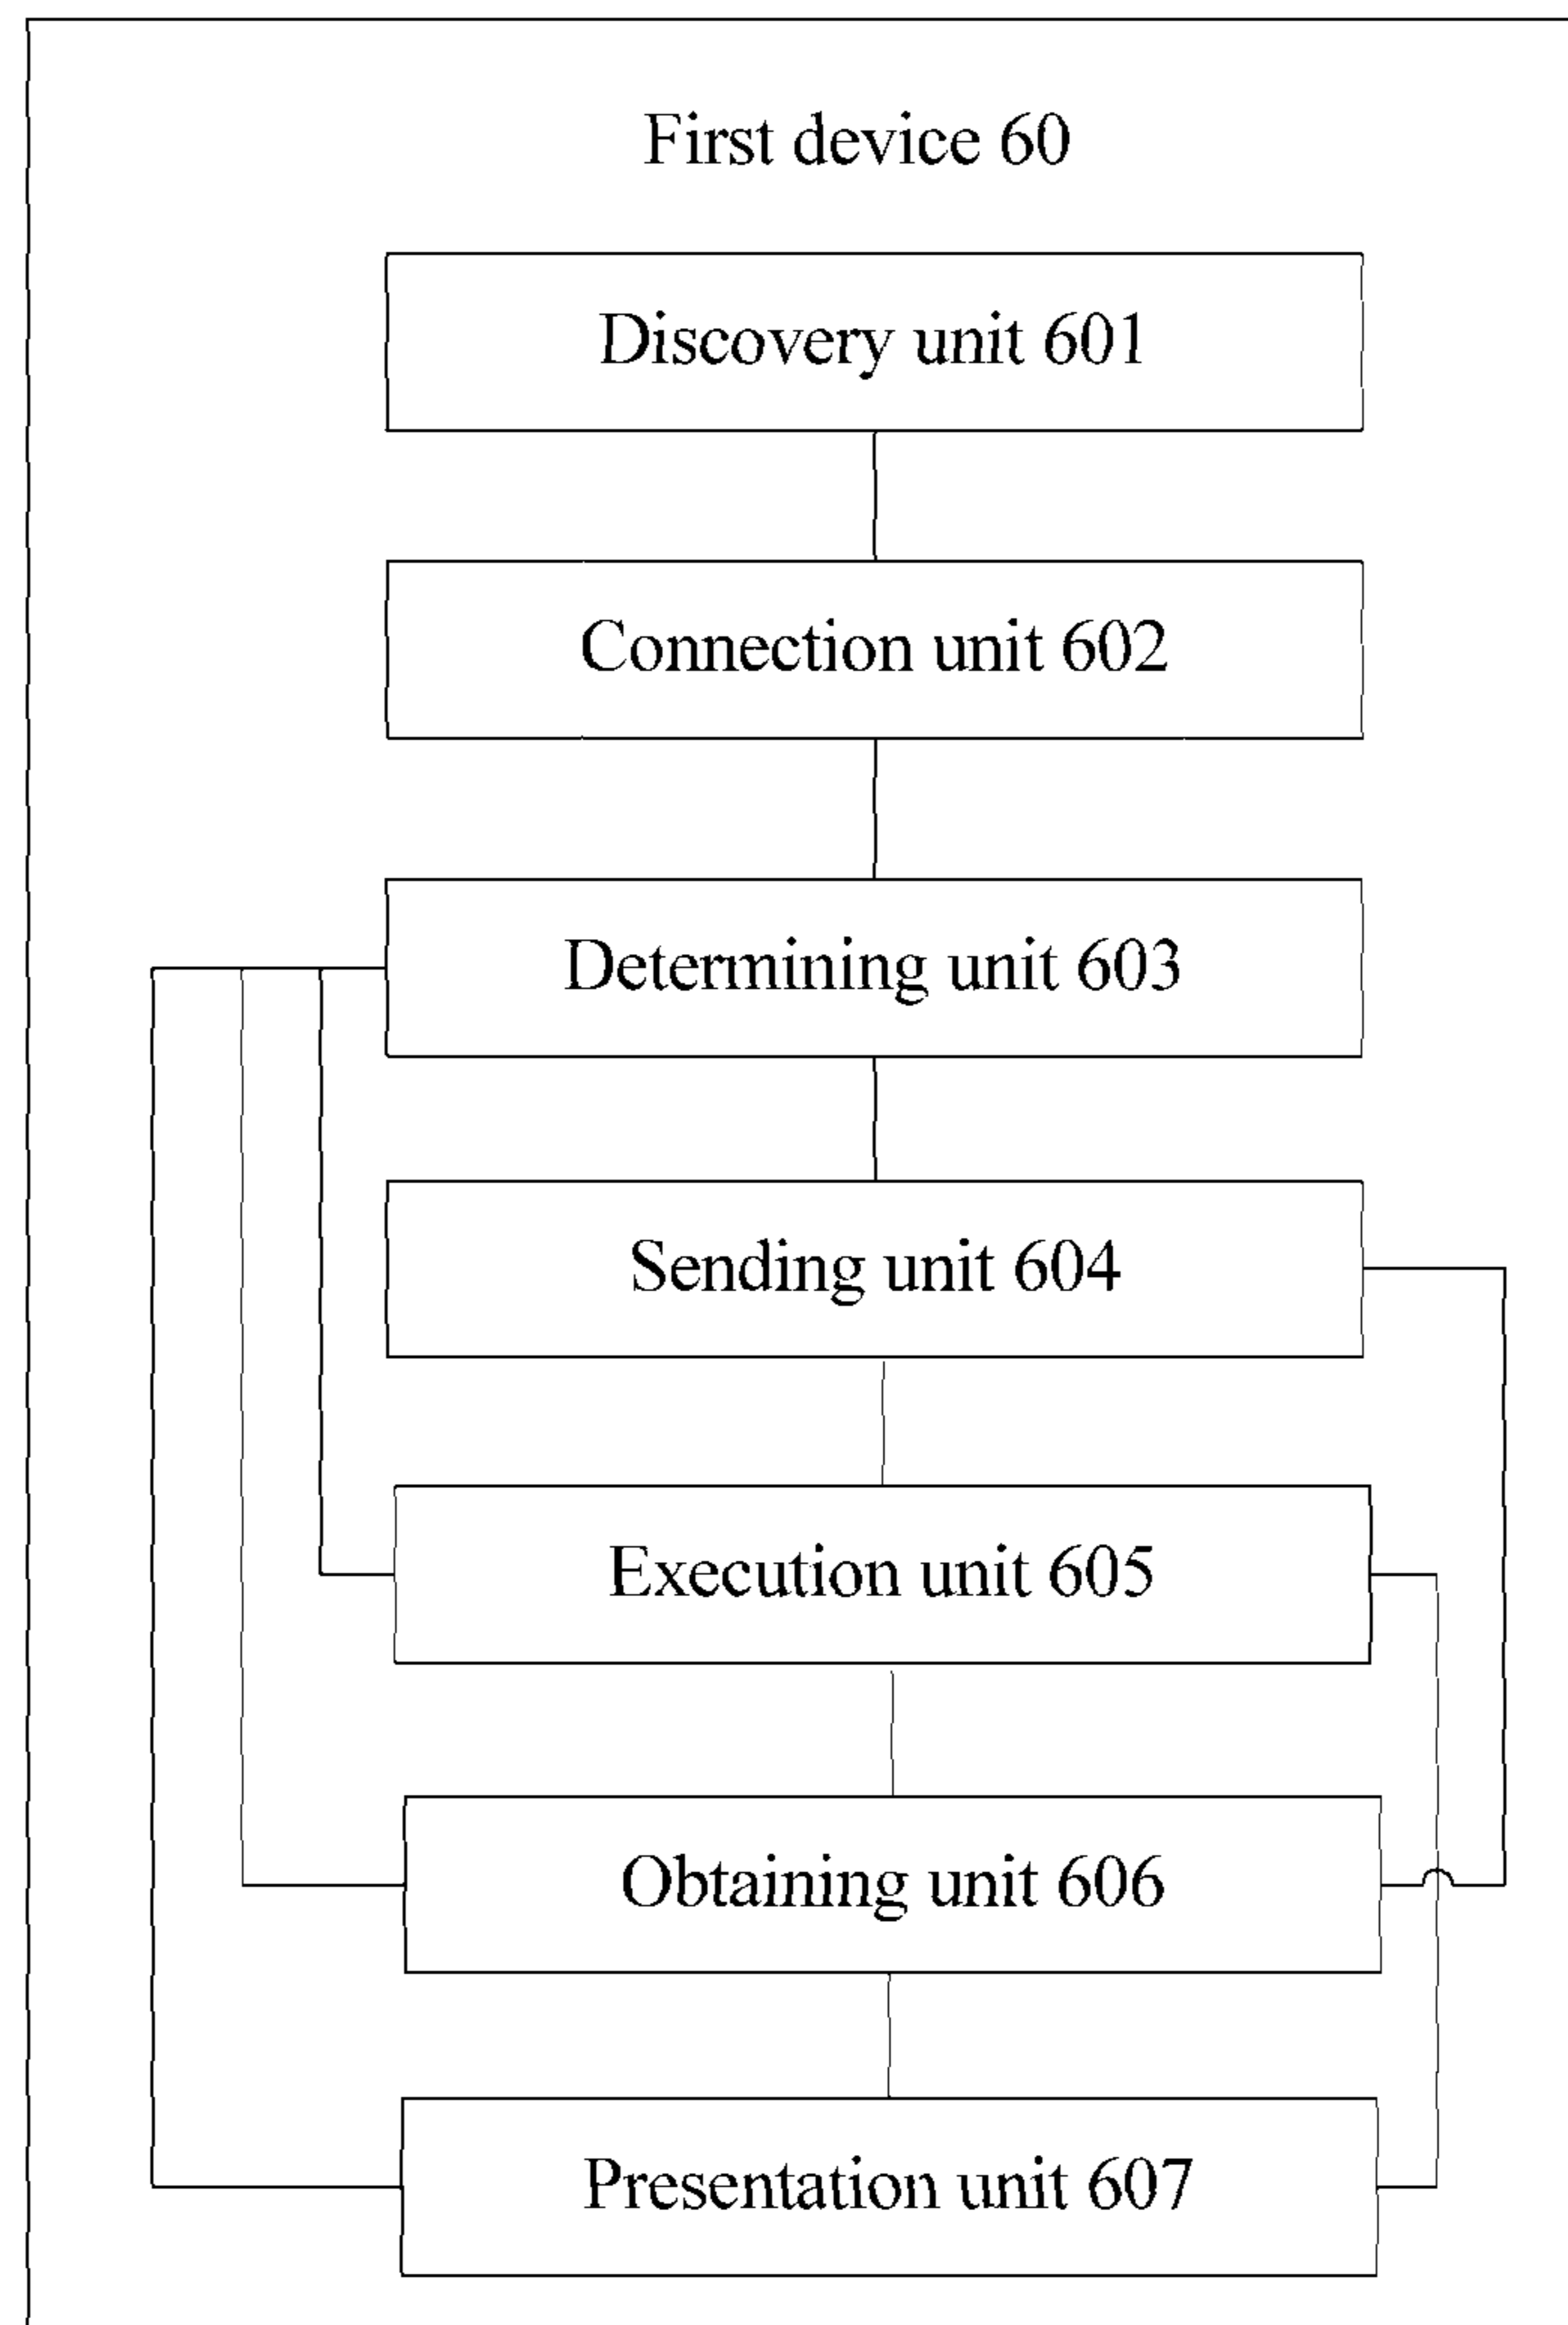 First device 60
Discovery unit 601
Connection unit 602
Determining unit 603
Sending unit 604
Execution unit 605
Obtaining unit 606
Presentation unit 607